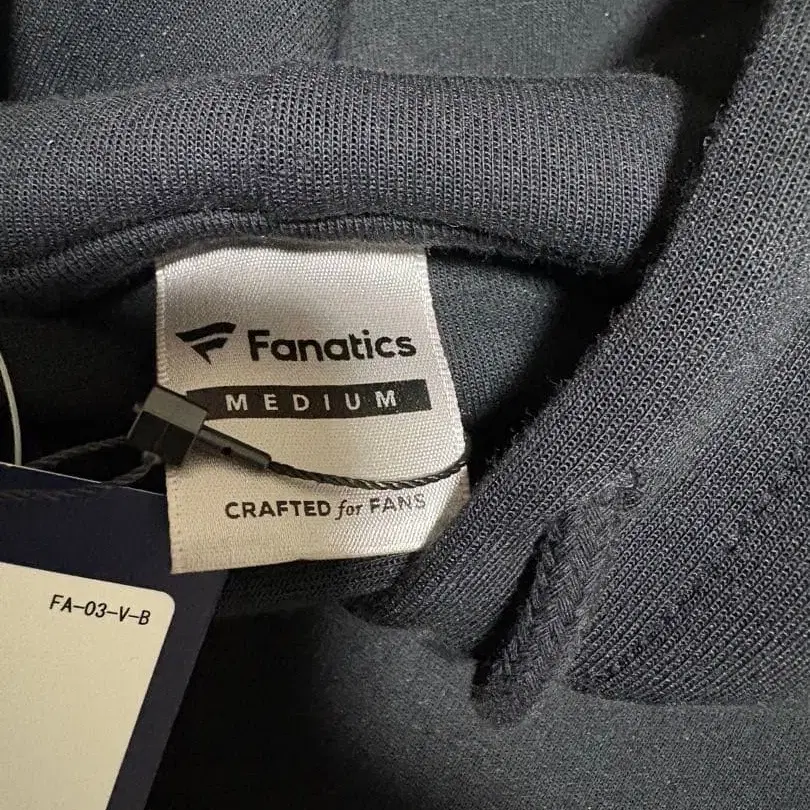 Fanatics
MEDIUM
CRAFTED for FANS
FA-03-V-B